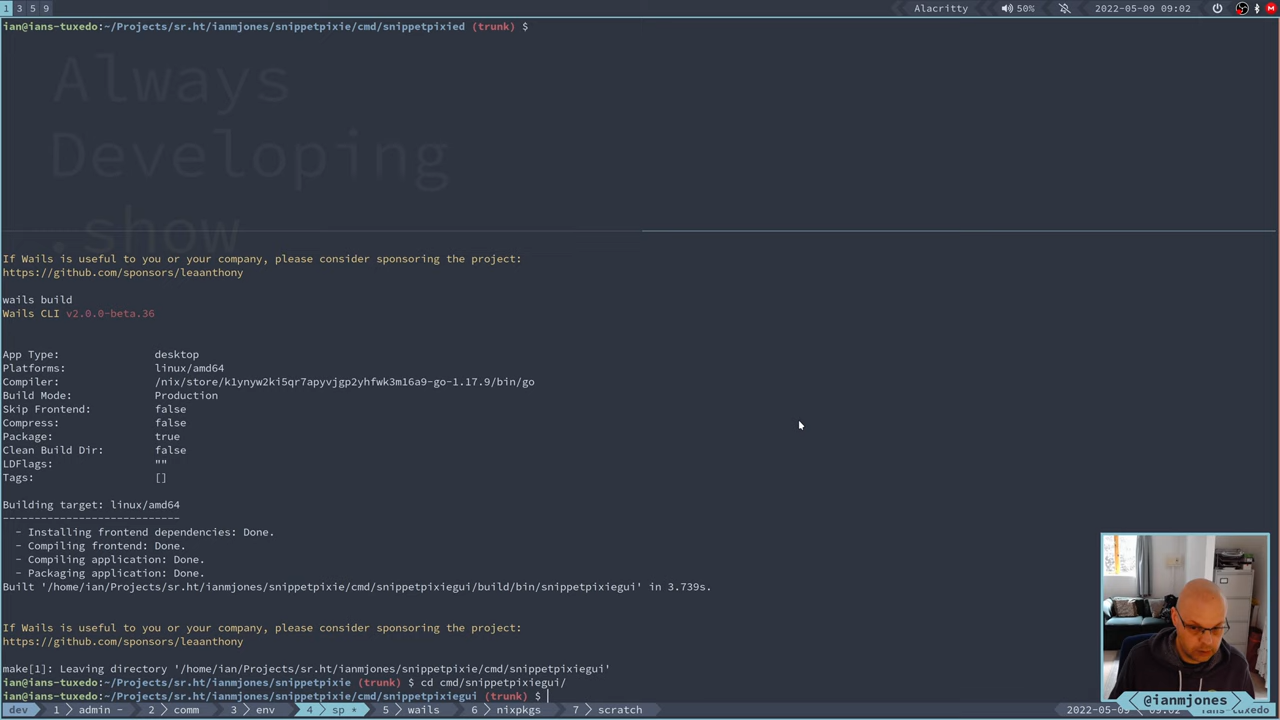 1 3 5 9
Alacritty 50% 2022-05-09 09:02 M
ian@ians-tuxedo:~/Projects/sr.ht/ianmjones/snippetpixie/cmd/snippetpixied (trunk) $
Always
Developing
.show
If Wails is useful to you or your company, please consider sponsoring the project:
https://github.com/sponsors/leaanthony
wails build
Wails CLI v2.0.0-beta.36
App Type: desktop
Platforms: linux/amd64
Compiler: /nix/store/k1ynyw2ki5qr7apyvjgp2yhfwk3m16a9-go-1.17.9/bin/go
Build Mode: Production
Skip Frontend: false
Compress: false
Package: true
Clean Build Dir: false
LDFlags: ""
Tags: []
Building target: linux/amd64
----------------------------
- Installing frontend dependencies: Done.
- Compiling frontend: Done.
- Compiling application: Done.
- Packaging application: Done.
Built '/home/ian/Projects/sr.ht/ianmjones/snippetpixie/cmd/snippetpixiegui/build/bin/snippetpixiegui' in 3.739s.
If Wails is useful to you or your company, please consider sponsoring the project:
https://github.com/sponsors/leaanthony
make[1]: Leaving directory '/home/ian/Projects/sr.ht/ianmjones/snippetpixie/cmd/snippetpixiegui'
ian@ians-tuxedo:~/Projects/sr.ht/ianmjones/snippetpixie (trunk) $ cd cmd/snippetpixiegui/
ian@ians-tuxedo:~/Projects/sr.ht/ianmjones/snippetpixie/cmd/snippetpixiegui (trunk) $
@ianmjones
dev 1 admin - 2 comm 3 env 4 sp * 5 wails 6 nixpkgs 7 scratch 2022-05-09 09:02 ians-tuxedo